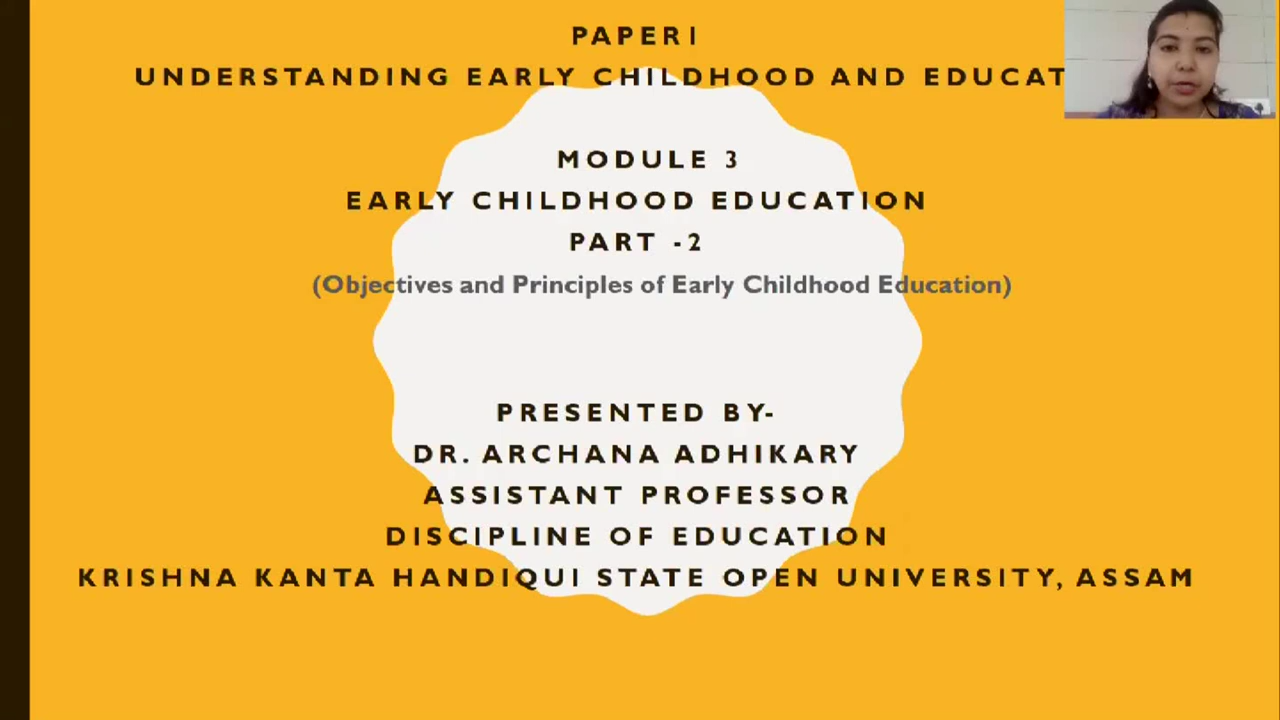 PAPER I
UNDERSTANDING EARLY CHILDHOOD AND
MODULE 3
EARLY CHILDHOOD EDUCATION
PART -2
(Objectives and Principles of Early Childhood Education)
PRESENTED BY-
DR. ARCHANA ADHIKARY
ASSISTANT PROFESSOR
DISCIPLINE OF EDUCATION
KRISHNA KANTA HANDIQUI STATE OPEN UNIVERSITY, ASSAM